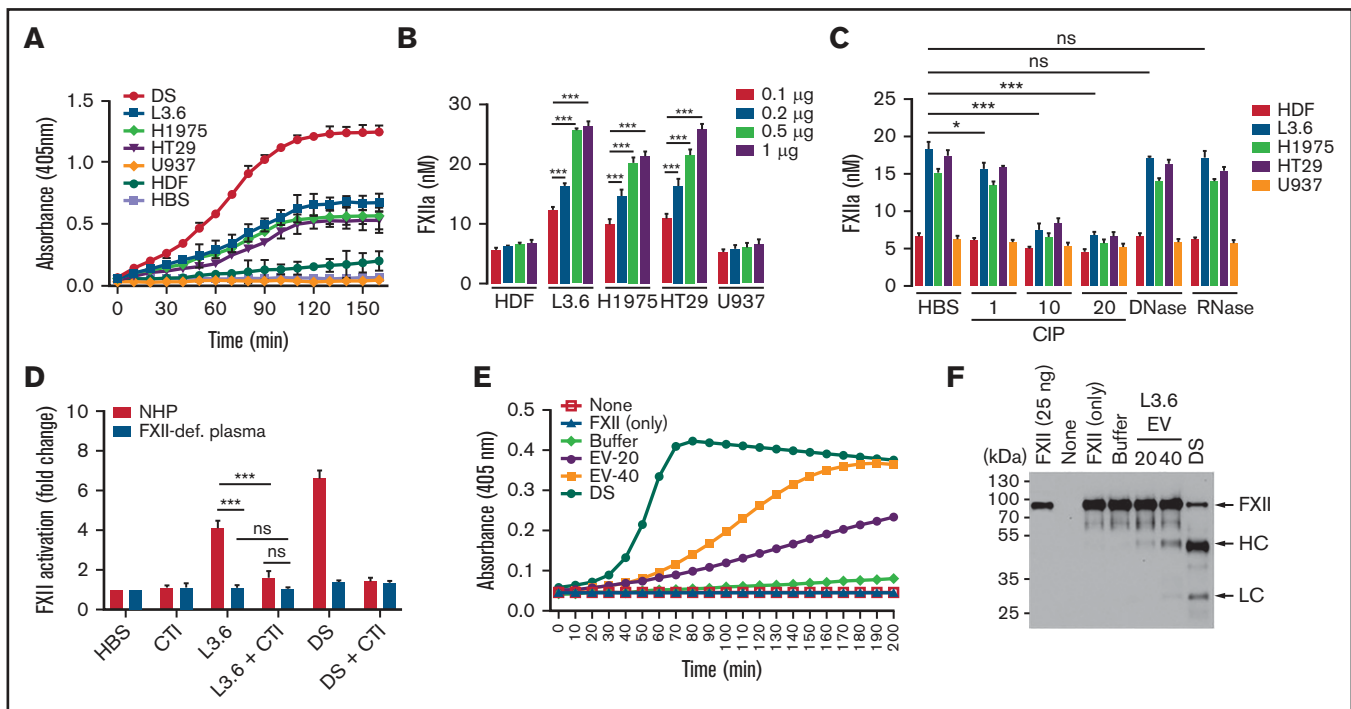 A
Absorbance (405nm)
1.5
1.0
0.5
0.0
0 30 60 90 120 150
Time (min)
DS
L3.6
H1975
HT29
U937
HDF
HBS
B
FXIIa (nM)
30
20
10
0
*** *** ***
*** *** ***
*** *** ***
0.1 µg
0.2 µg
0.5 µg
1 µg
HDF L3.6 H1975 HT29 U937
C
FXIIa (nM)
25
20
15
10
5
0
ns
ns
***
***
*
HDF
L3.6
H1975
HT29
U937
HBS 1 10 20 DNase RNase
CIP
D
FXII activation (fold change)
10
8
6
4
2
0
NHP
FXII-def. plasma
***
***
ns
ns
HBS CTI L3.6 L3.6 + CTI DS DS + CTI
E
Absorbance (405 nm)
0.5
0.4
0.3
0.2
0.1
0.0
None
FXII (only)
Buffer
EV-20
EV-40
DS
0 10 20 30 40 50 60 70 80 90 100 110 120 130 140 150 160 170 180 190 200
Time (min)
F
FXII (25 ng) None FXII (only) Buffer L3.6 EV DS
20 40
(kDa)
130
100
70
55
35
25
FXII
HC
LC